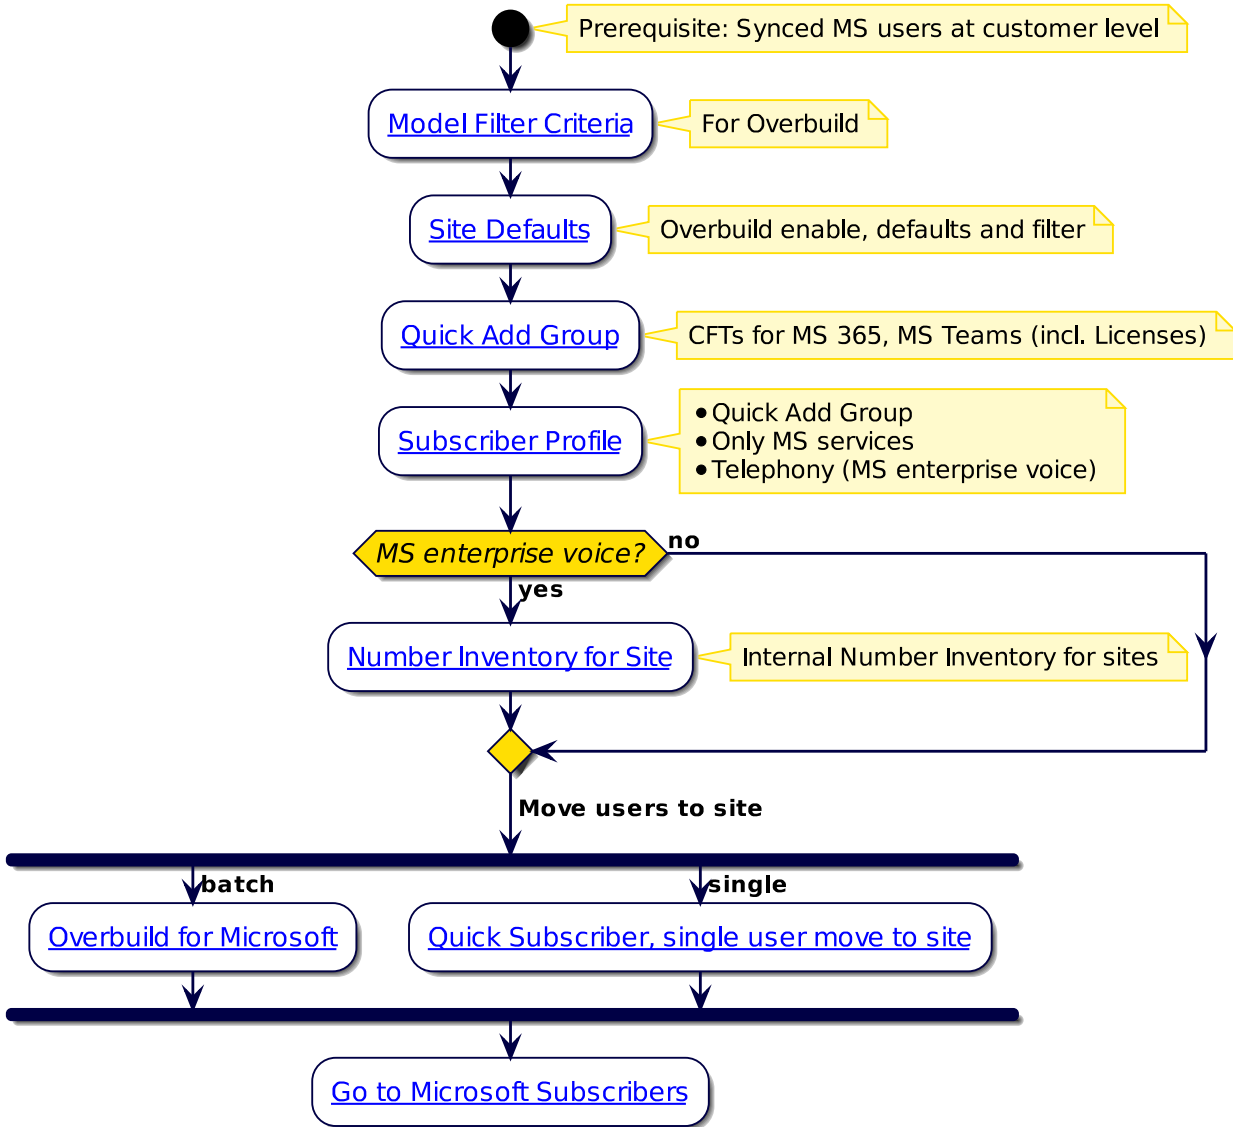 Prerequisite: Synced MS users at customer level
Model Filter Criteria
For Overbuild
Site Defaults
Overbuild enable, defaults and filter
Quick Add Group
CFTs for MS 365, MS Teams (incl. Licenses)
Subscriber Profile
• Quick Add Group
• Only MS services
• Telephony (MS enterprise voice)
MS enterprise voice?
no
yes
Number Inventory for Site
Internal Number Inventory for sites
Move users to site
batch
single
Overbuild for Microsoft
Quick Subscriber, single user move to site
Go to Microsoft Subscribers